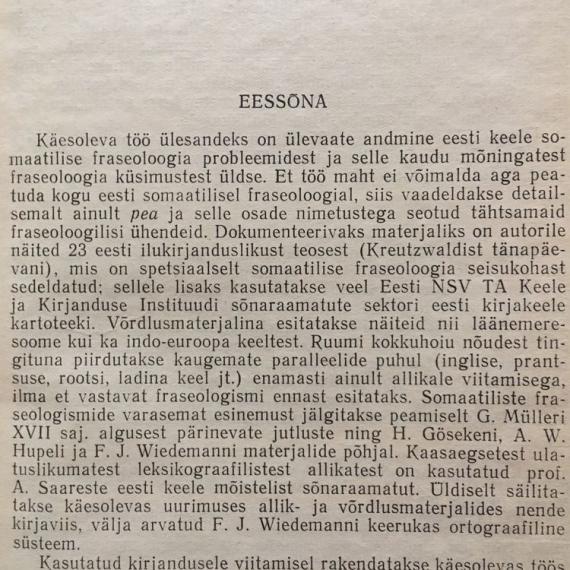 EESSÕNA
Käesoleva töö ülesandeks on ülevaate andmine eesti keele so-
maatilise fraseoloogia probleemidest ja selle kaudu mõningatest
fraseoloogia küsimustest üldse. Et töö maht ei võimalda aga pea-
tuda kogu eesti somaatilisel fraseoloogial, siis vaadeldakse detail-
semalt ainult pea ja selle osade nimetustega seotud tähtsamaid
fraseoloogilisi ühendeid. Dokumenteerivaks materjaliks on autorile
näited 23 eesti ilukirjanduslikust teosest (Kreutzwaldist tänapäe-
vani), mis on spetsiaalselt somaatilise fraseoloogia seisukohast
sedeldatud; sellele lisaks kasutatakse veel Eesti NSV TA Keele
ja Kirjanduse Instituudi sõnaraamatute sektori eesti kirjakeele
kartoteeki. Võrdlusmaterjalina esitatakse näiteid nii läänemere-
soome kui ka indo-euroopa keeltest. Ruumi kokkuhoiu nõudest tin-
gituna piirdutakse kaugemate paralleelide puhul (inglise, prant-
suse, rootsi, ladina keel jt.) enamasti ainult allikale viitamisega,
ilma et vastavat fraseologismi ennast esitataks. Somaatiliste fra-
seologismide varasemat esinemust jälgitakse peamiselt G. Mülleri
XVII saj. algusest pärinevate jutluste ning H. Gösekeni, A. W.
Hupeli ja F. J. Wiedemanni materjalide põhjal. Kaasaegsetest ula-
tuslikumatest leksikograafilistest allikatest on kasutatud prof.
A. Saareste eesti keele mõistelist sõnaraamatut. Üldiselt säilita-
takse käesolevas uurimuses allik- ja võrdlusmaterjalides nende
kirjaviis, välja arvatud F. J. Wiedemanni keerukas ortograafiline
süsteem.
Kasutatud kirjandusele viitamisel rakendatakse käesolevas töös